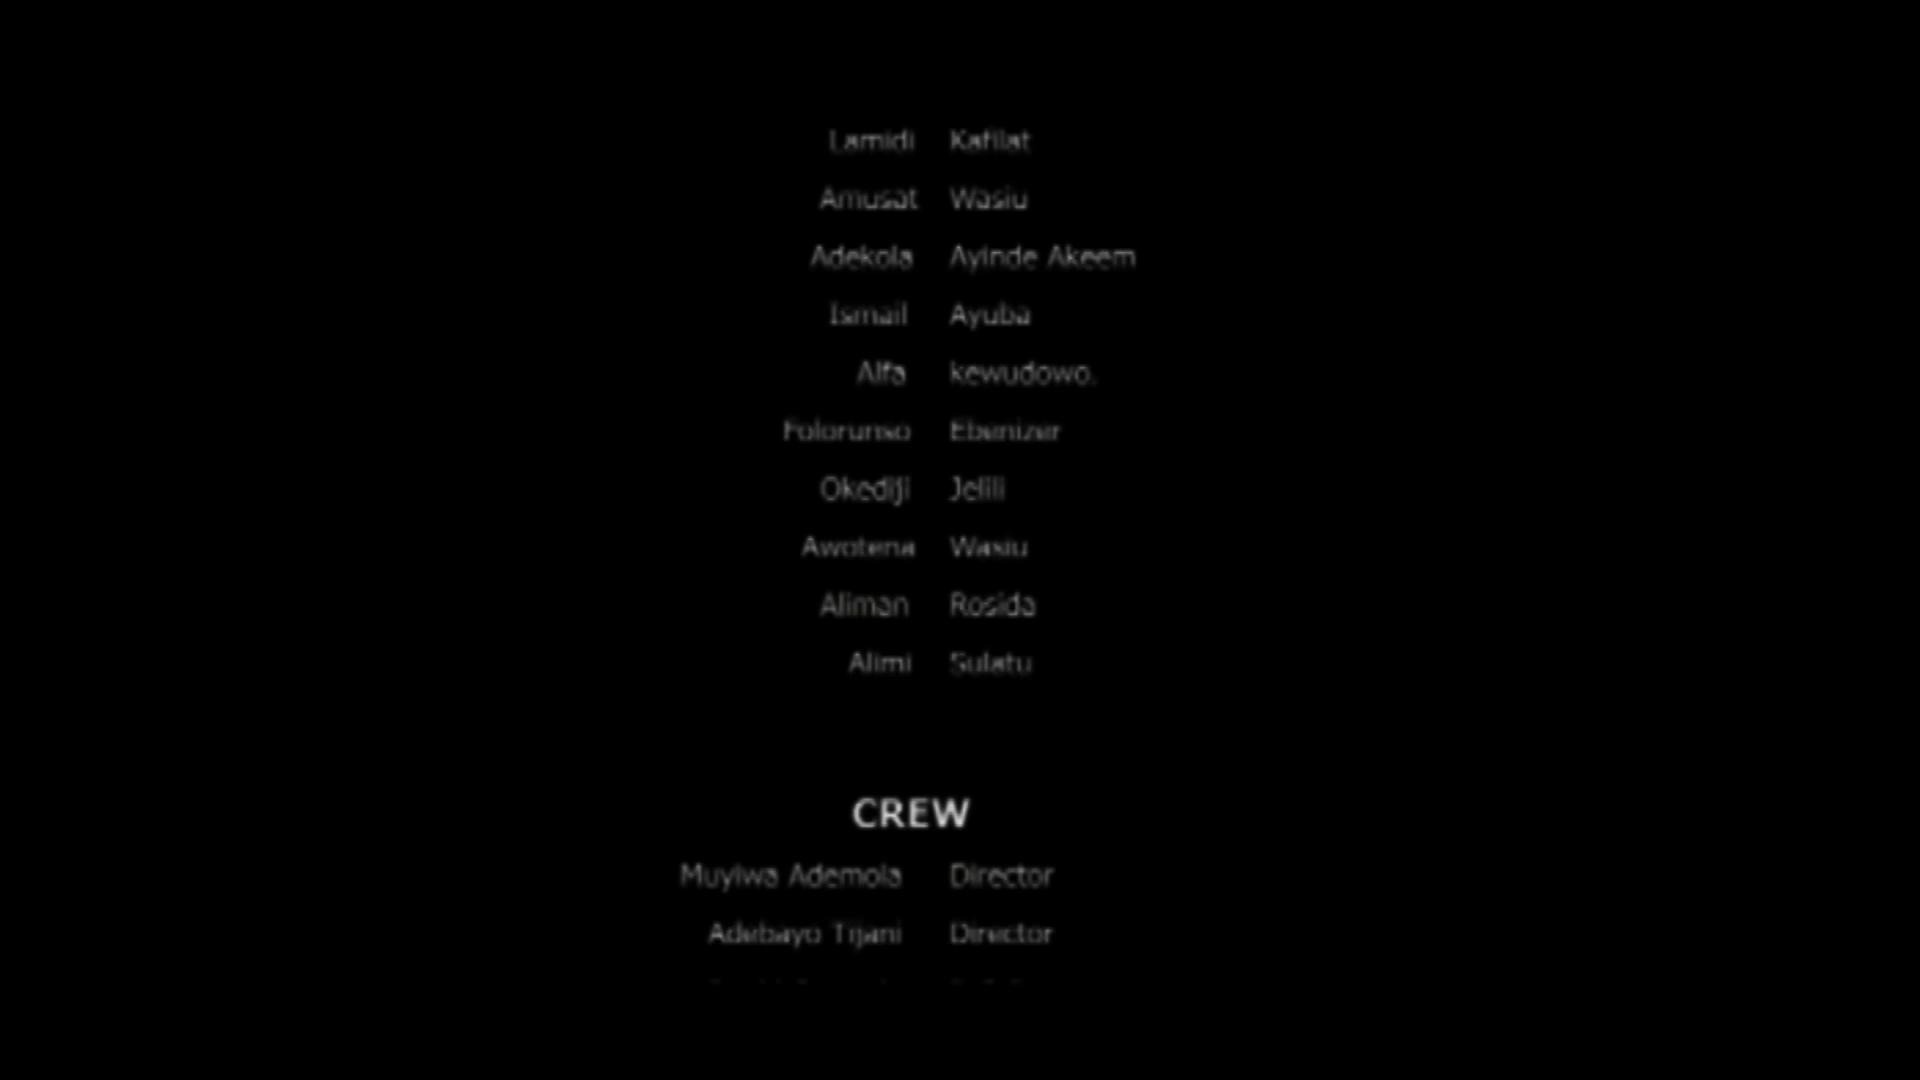 Lamidi Kafilat
Amusat Wasiu
Adekola Ayinde Akeem
Ismail Ayuba
Alfa kewudowo.
Folorunso Ebenizer
Okediji Jelili
Awotena Wasiu
Aliman Rosida
Alimi Sulatu
CREW
Muyiwa Ademola Director
Adebayo Tijani Director